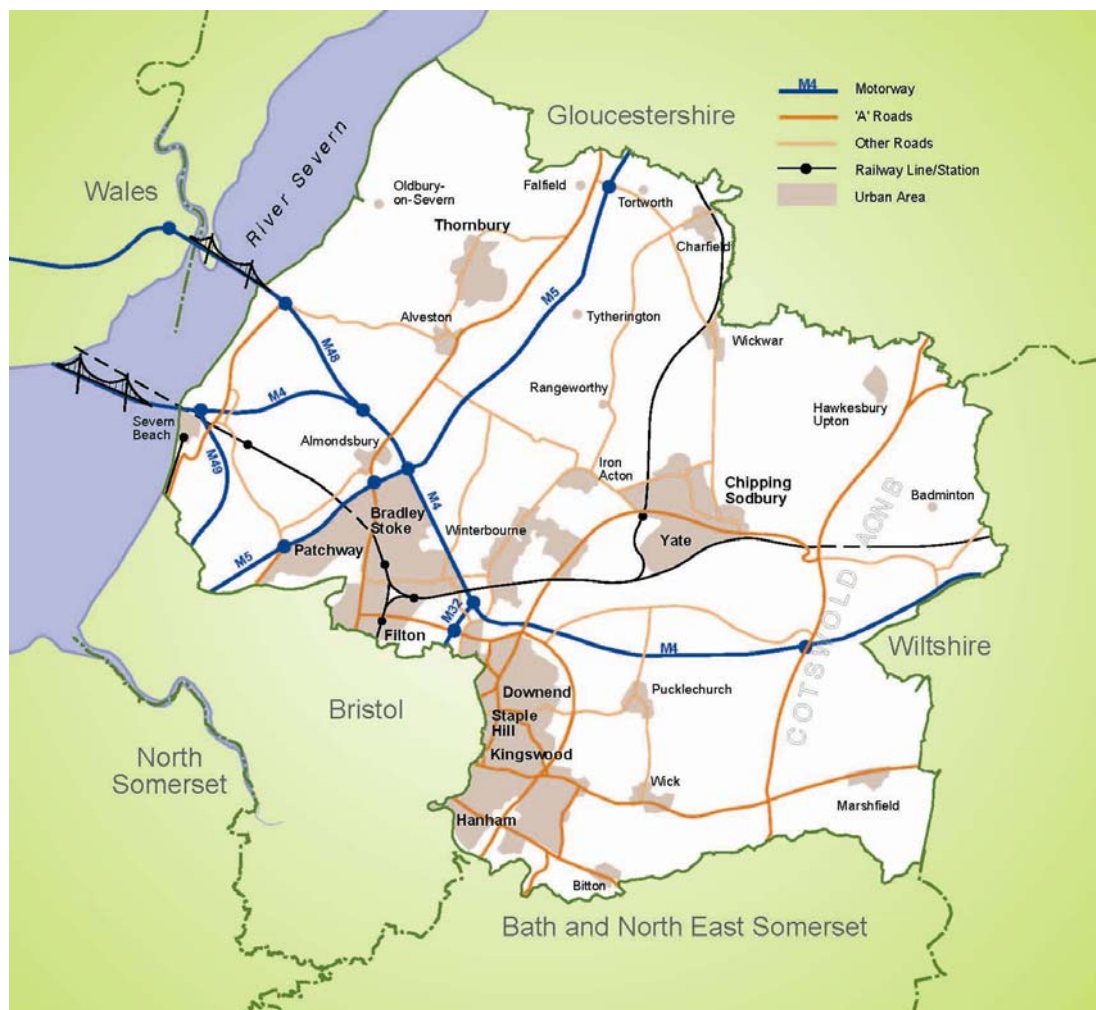 M4
Motorway
'A' Roads
Other Roads
Railway Line/Station
Urban Area
Gloucestershire
Wales
River Severn
Oldbury-
on-Severn
Falfield
Tortworth
Thornbury
Charfield
M5
Alveston
Tytherington
Wickwar
M48
M4
Rangeworthy
Hawkesbury
Upton
Severn
Beach
M49
Almondsbury
Iron
Acton
Chipping
Sodbury
Badminton
M4
Bradley
Stoke
Winterbourne
Yate
Patchway
M5
COTSWOLD AONB
M32
Filton
M4
Wiltshire
Bristol
Downend
Pucklechurch
Staple
Hill
Kingswood
North
Somerset
Wick
Marshfield
Hanham
Bitton
Bath and North East Somerset